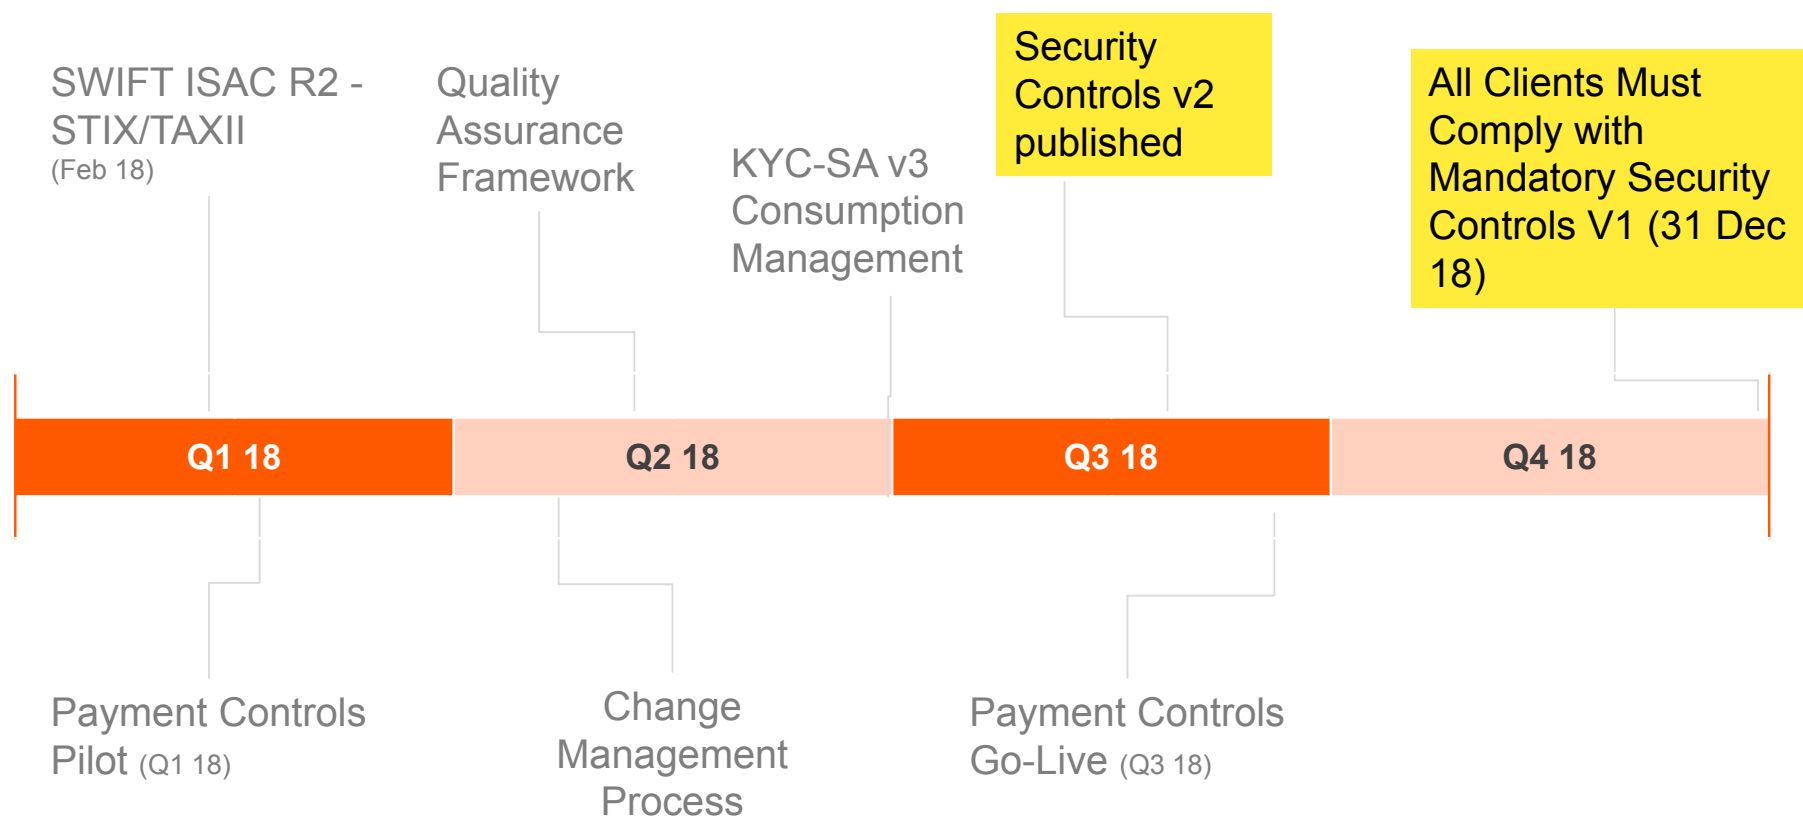 SWIFT ISAC R2 -
STIX/TAXII
(Feb 18)
Quality
Assurance
Framework
KYC-SA v3
Consumption
Management
Security
Controls v2
published
All Clients Must
Comply with
Mandatory Security
Controls V1 (31 Dec
18)
Q1 18
Q2 18
Q3 18
Q4 18
Payment Controls
Pilot (Q1 18)
Change
Management
Process
Payment Controls
Go-Live (Q3 18)